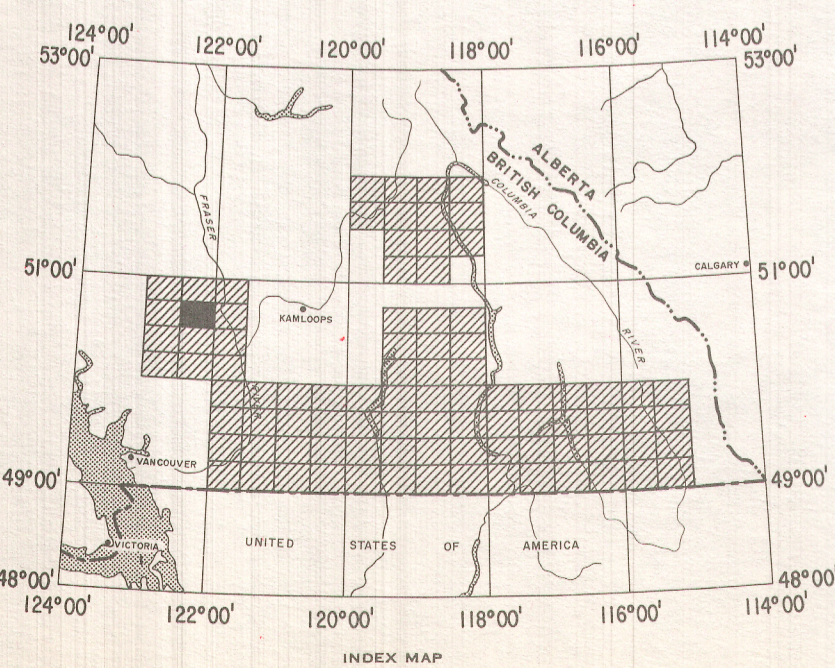 124°00' 122°00' 120°00' 118°00' 116°00' 114°00'
53°00' 53°00'
ALBERTA
BRITISH COLUMBIA
COLUMBIA
FRASER
51°00' CALGARY 51°00'
KAMLOOPS
RIVER
RIVER
VANCOUVER
49°00' 49°00'
VICTORIA UNITED STATES OF AMERICA
48°00' 48°00'
124°00' 122°00' 120°00' 118°00' 116°00' 114°00'
INDEX MAP